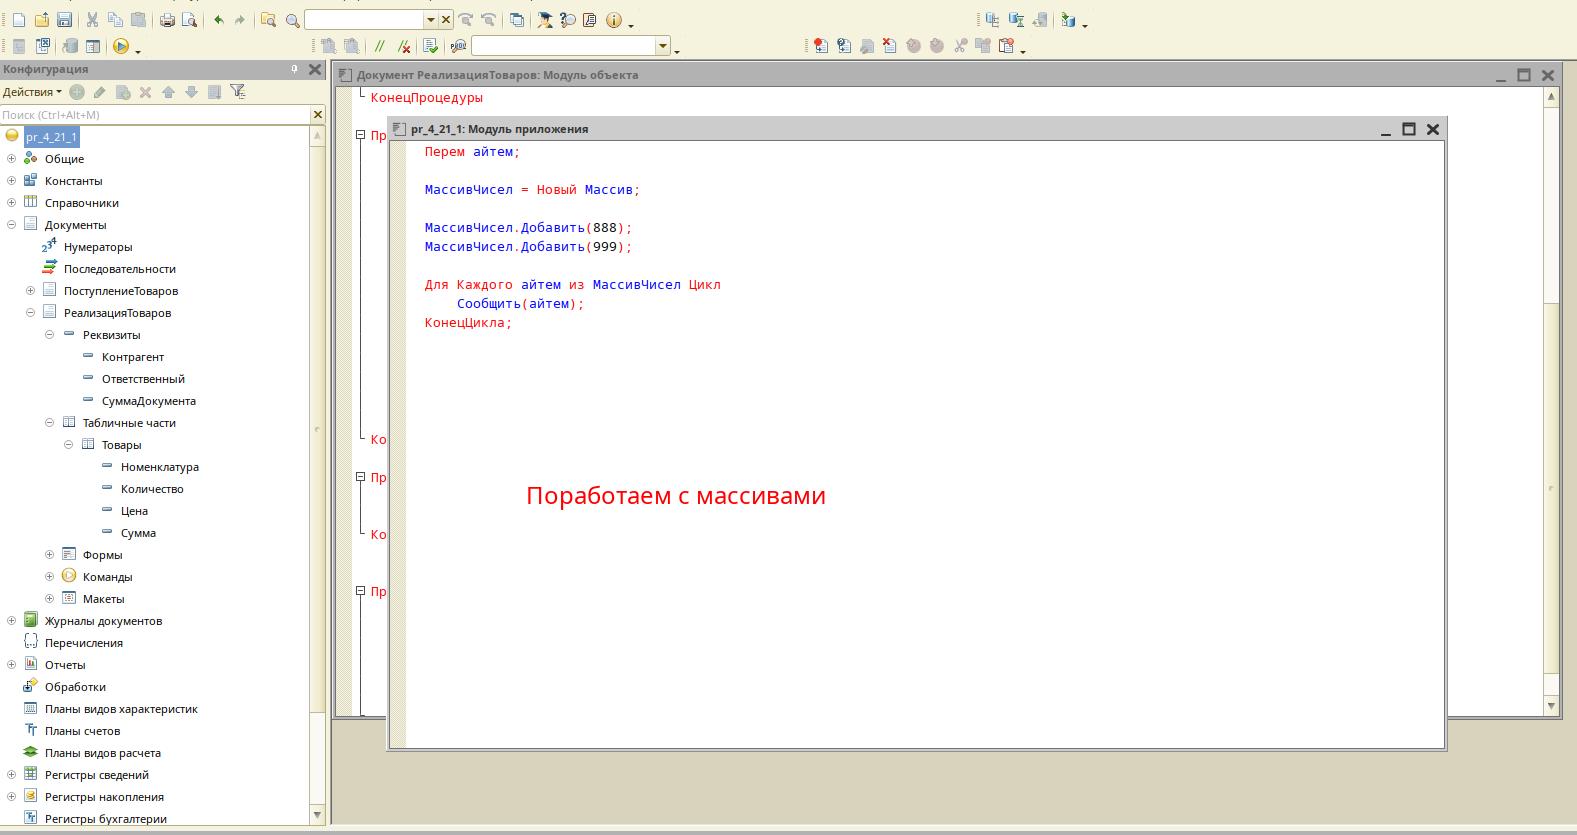 Конфигурация
Действия
Поиск (Ctrl+Alt+M)
pr_4_21_1
Общие
Константы
Справочники
Документы
Нумераторы
Последовательности
ПоступлениеТоваров
РеализацияТоваров
Реквизиты
Контрагент
Ответственный
СуммаДокумента
Табличные части
Товары
Номенклатура
Количество
Цена
Сумма
Формы
Команды
Макеты
Журналы документов
Перечисления
Отчеты
Обработки
Планы видов характеристик
Планы счетов
Планы видов расчета
Регистры сведений
Регистры накопления
Регистры бухгалтерии
Документ РеализацияТоваров: Модуль объекта
КонецПроцедуры
Пр
Ко
Пр
Ко
Пр
pr_4_21_1: Модуль приложения
Перем айтем;
МассивЧисел = Новый Массив;
МассивЧисел.Добавить(888);
МассивЧисел.Добавить(999);
Для Каждого айтем из МассивЧисел Цикл
Сообщить(айтем);
КонецЦикла;
Поработаем с массивами